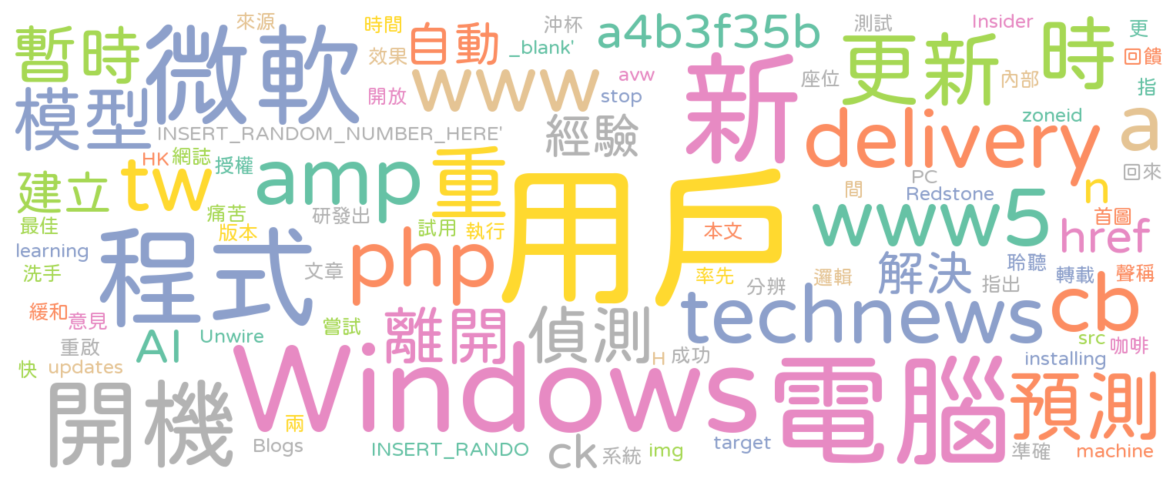 來源 時間 沖杯 a4b3f35b 測試 Insider 更
暫時 微軟 自動 _blank' 更新 時 回饋
效果 www avw 新 座位 內部 指
模型 開放 stop delivery zoneid a
INSERT_RANDOM_NUMBER_HERE' 經驗
HK 網誌 授權 amp 重 PC 回來
建立 tw 用戶 間 Redstone n
最佳 痛苦 研發出 試用 執行 本文 www5 首圖
learning 版本 程式 php href
洗手 文章 率先 分辨 邏輯 解決 聆聽 轉載 聲稱
緩和 意見 嘗試 離開 偵測 technews 指出 cb
重啟 AI Unwire src 咖啡
快 updates Windows H 成功 電腦 installing
開機 兩 預測
Blogs INSERT_RANDO ck 系統 img target 準確 machine